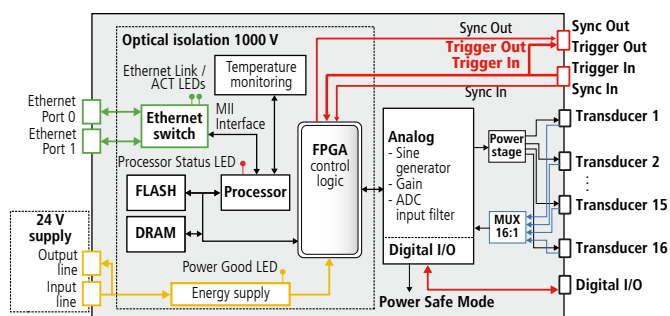 Optical isolation 1000 V
Sync Out
Sync Out
Trigger Out
Trigger Out
Trigger In
Trigger In
Sync In
Sync In
Ethernet Link /
ACT LEDs
Temperature
monitoring
Ethernet
Port 0
Ethernet
Port 1
Ethernet
switch
MII
Interface
Processor Status LED
FLASH
Processor
DRAM
FPGA
control
logic
Analog
- Sine
generator
- Gain
- ADC
input filter
Digital I/O
Power
stage
MUX
16:1
Transducer 1
Transducer 2
Transducer 15
Transducer 16
Digital I/O
Power Safe Mode
24 V
supply
Output
line
Input
line
Power Good LED
Energy supply